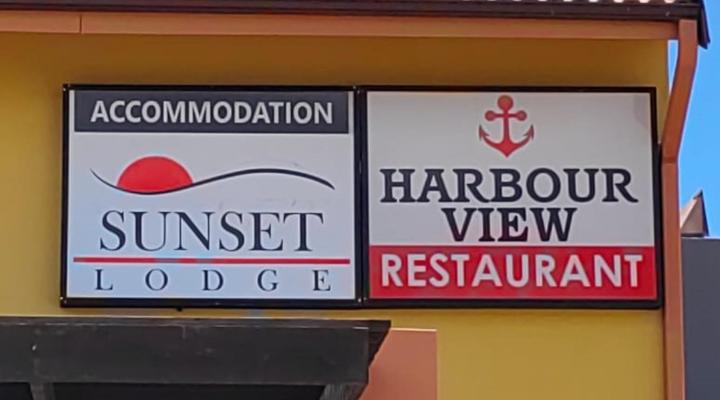 ACCOMMODATION
SUNSET
LODGE
HARBOUR
VIEW
RESTAURANT